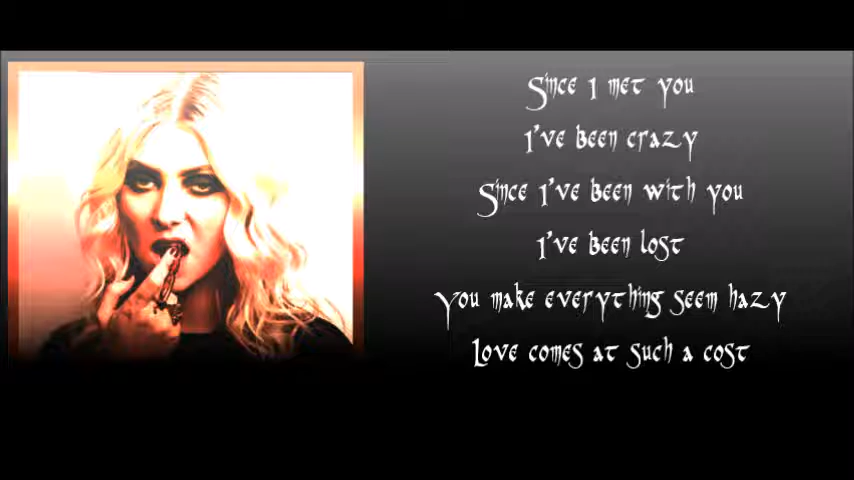 Since I met you
I've been crazy
Since I've been with you
I've been lost
You make everything seem hazy
Love comes at such a cost